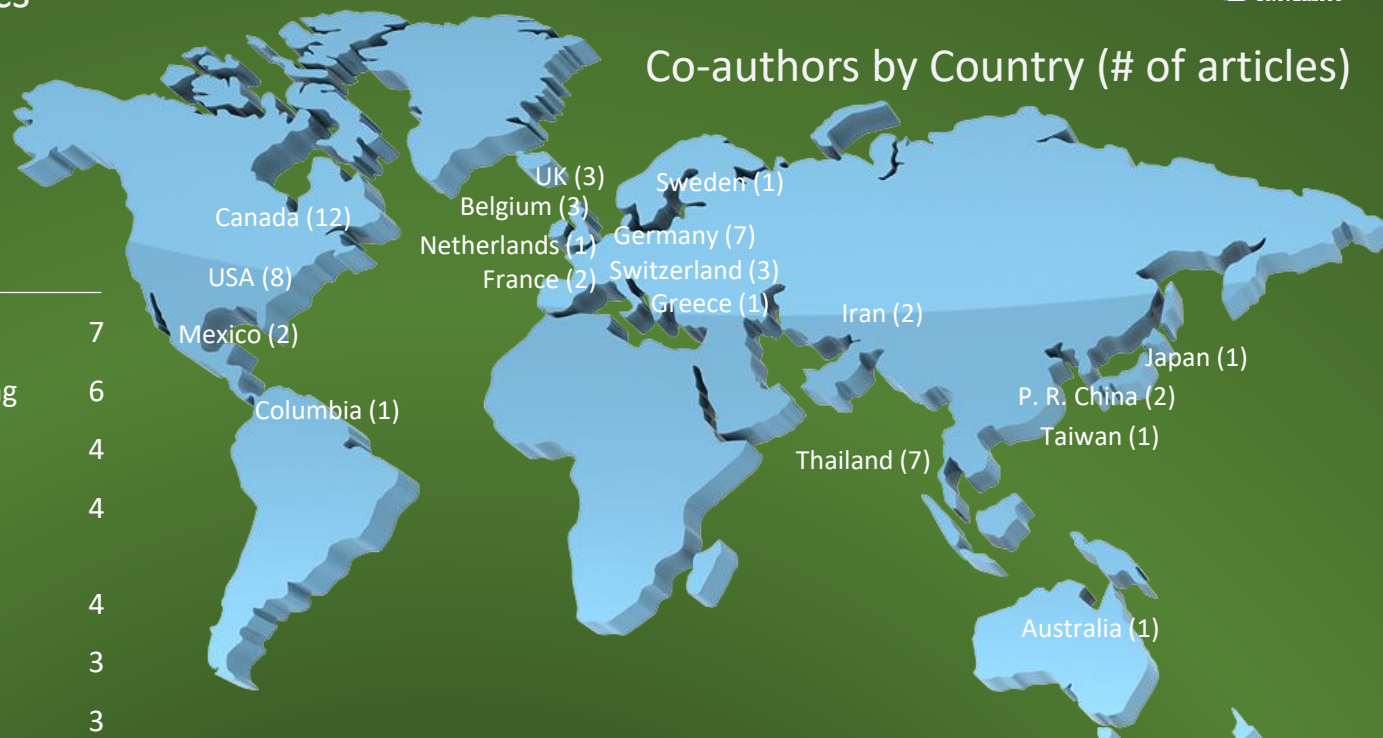 Co-authors by Country (# of articles)
UK (3)
Sweden (1)
Belgium (3)
Canada (12)
Germany (7)
Netherlands (1)
Switzerland (3)
USA (8)
France (2)
Greece (1)
Iran (2)
7
Mexico (2)
Japan (1)
6
P. R. China (2)
Columbia (1)
Taiwan (1)
4
Thailand (7)
4
4
Australia (1)
3
3